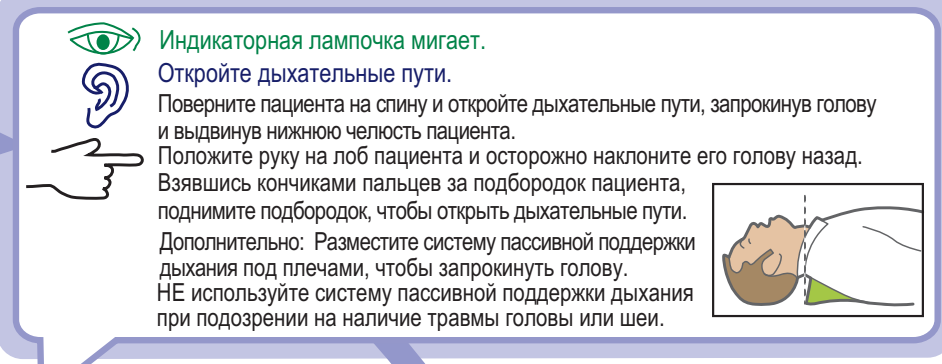 Индикаторная лампочка мигает.
Откройте дыхательные пути.
Поверните пациента на спину и откройте дыхательные пути, запрокинув голову
и выдвинув нижнюю челюсть пациента.
Положите руку на лоб пациента и осторожно наклоните его голову назад.
Взявшись кончиками пальцев за подбородок пациента,
поднимите подбородок, чтобы открыть дыхательные пути.
Дополнительно: Разместите систему пассивной поддержки
дыхания под плечами, чтобы запрокинуть голову.
НЕ используйте систему пассивной поддержки дыхания
при подозрении на наличие травмы головы или шеи.